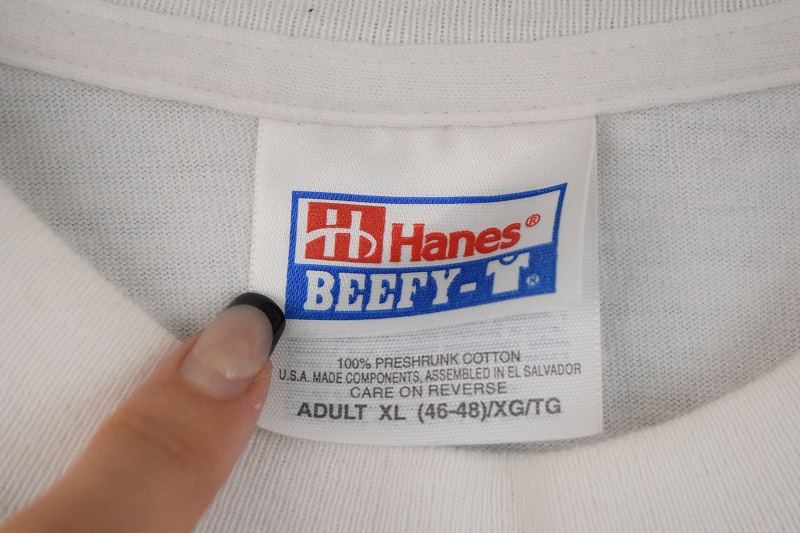 Hanes®
BEEFY-T®
100% PRESHRUNK COTTON
U.S.A. MADE COMPONENTS, ASSEMBLED IN EL SALVADOR
CARE ON REVERSE
ADULT XL (46-48)/XG/TG